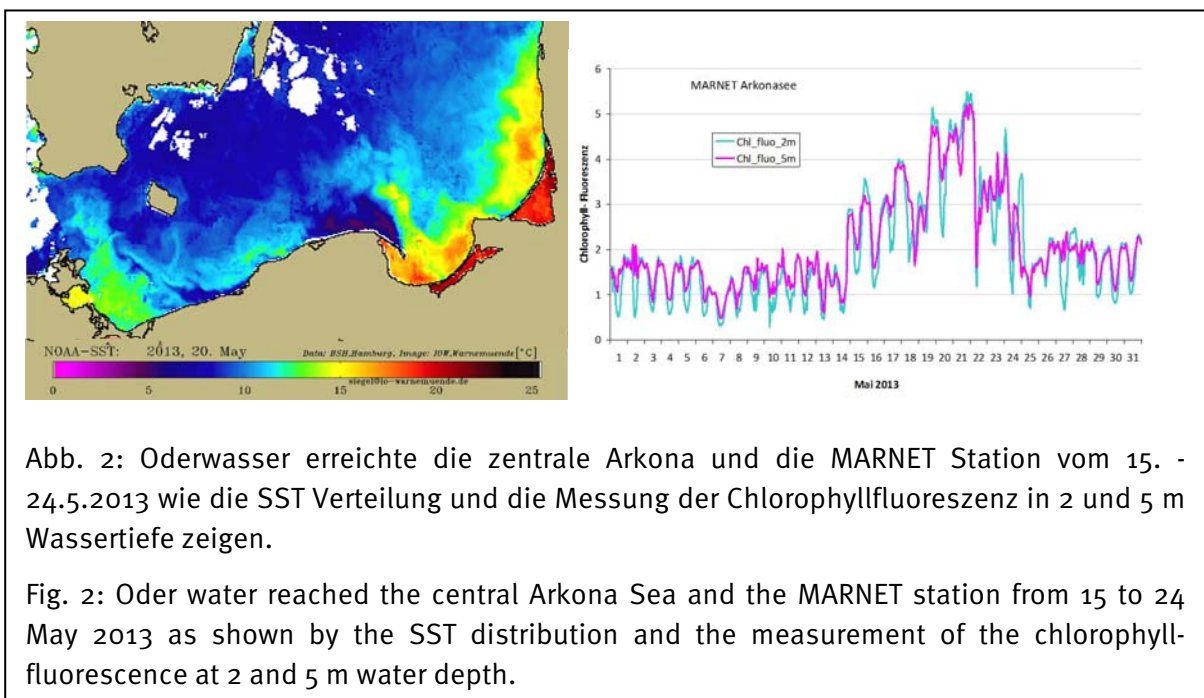 NOAA-SST: 2013, 20. May Data: BSH,Hamburg, Image: IOW,Warnemuende[°C]
siegel@io-warnemuende.de
0 5 10 15 20 25
MARNET Arkonasee
Chl_fluo_2m
Chl_fluo_5m
Chlorophyll- Fluoreszenz
6
5
4
3
2
1
0
1 2 3 4 5 6 7 8 9 10 11 12 13 14 15 16 17 18 19 20 21 22 23 24 25 26 27 28 29 30 31
Mai 2013
Abb. 2: Oderwasser erreichte die zentrale Arkona und die MARNET Station vom 15. -
24.5.2013 wie die SST Verteilung und die Messung der Chlorophyllfluoreszenz in 2 und 5 m
Wassertiefe zeigen.
Fig. 2: Oder water reached the central Arkona Sea and the MARNET station from 15 to 24
May 2013 as shown by the SST distribution and the measurement of the chlorophyll-
fluorescence at 2 and 5 m water depth.